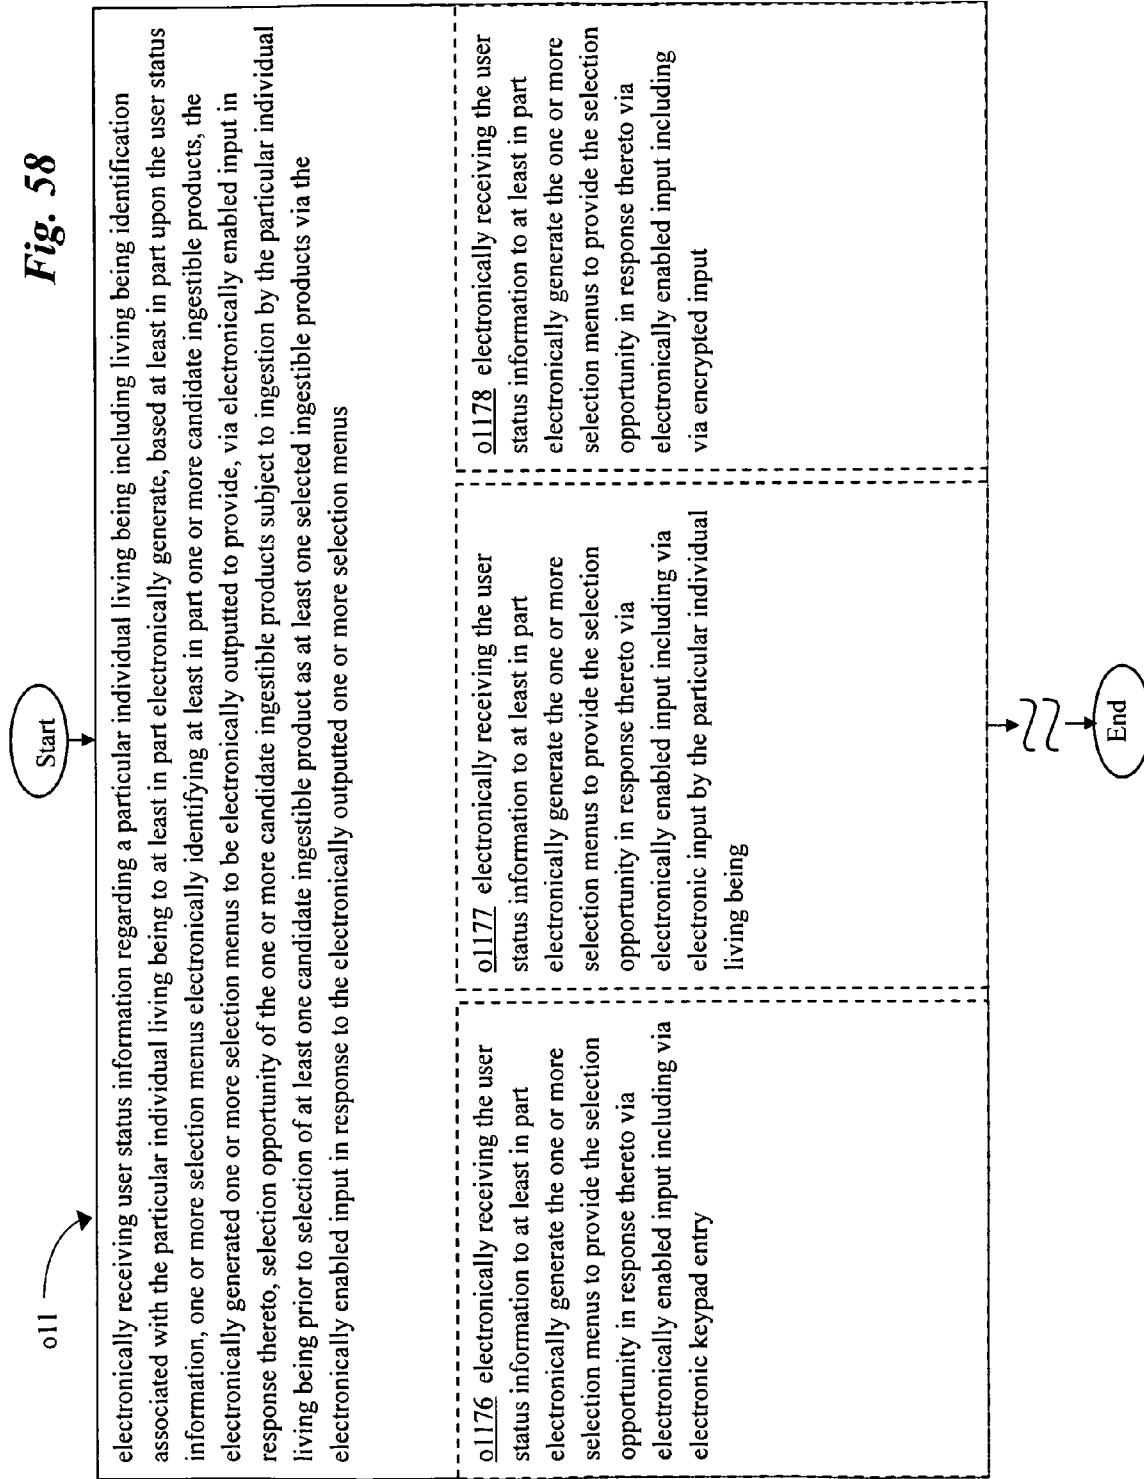 Fig. 58
Start
o11
electronically receiving user status information regarding a particular individual living being including living being identification
associated with the particular individual living being to at least in part electronically generate, based at least in part upon the user status
information, one or more selection menus electronically identifying at least in part one or more candidate ingestible products, the
electronically generated one or more selection menus to be electronically outputted to provide, via electronically enabled input in
response thereto, selection opportunity of the one or more candidate ingestible products subject to ingestion by the particular individual
living being prior to selection of at least one candidate ingestible product as at least one selected ingestible products via the
electronically enabled input in response to the electronically outputted one or more selection menus
o1176 electronically receiving the user
status information to at least in part
electronically generate the one or more
selection menus to provide the selection
opportunity in response thereto via
electronically enabled input including via
electronic keypad entry
o1177 electronically receiving the user
status information to at least in part
electronically generate the one or more
selection menus to provide the selection
opportunity in response thereto via
electronically enabled input including via
electronic input by the particular individual
living being
o1178 electronically receiving the user
status information to at least in part
electronically generate the one or more
selection menus to provide the selection
opportunity in response thereto via
electronically enabled input including
via encrypted input
End